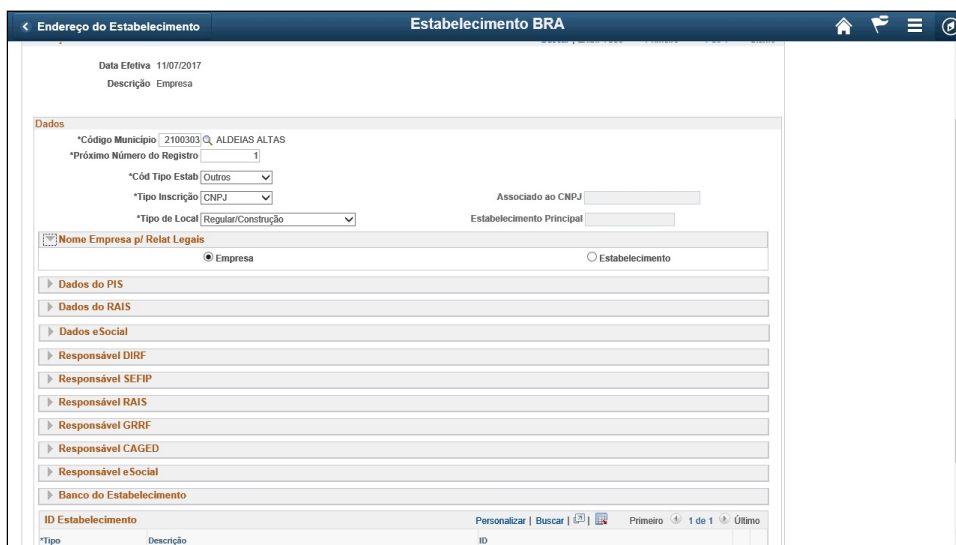 Endereço do Estabelecimento Estabelecimento BRA
Data Efetiva 11/07/2017
Descrição Empresa
Dados
*Código Município 2100303 ALDEIAS ALTAS
*Próximo Número do Registro 1
*Cód Tipo Estab Outros
*Tipo Inscrição CNPJ Associado ao CNPJ
*Tipo de Local Regular/Construção Estabelecimento Principal
Nome Empresa p/ Relat Legais
Empresa Estabelecimento
Dados do PIS
Dados do RAIS
Dados eSocial
Responsável DIRF
Responsável SEFIP
Responsável RAIS
Responsável GRRF
Responsável CAGED
Responsável eSocial
Banco do Estabelecimento
ID Estabelecimento Personalizar | Buscar | | Primeiro 1 de 1 Último
*Tipo Descrição ID